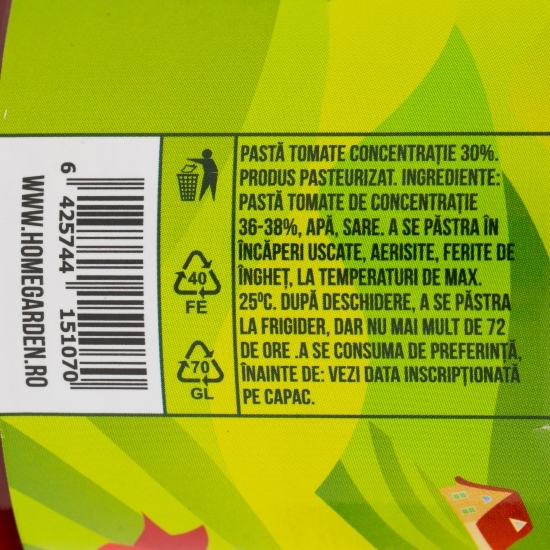 PASTĂ TOMATE CONCENTRAȚIE 30%.
PRODUS PASTEURIZAT. INGREDIENTE:
PASTĂ TOMATE DE CONCENTRAȚIE
36-38%, APĂ, SARE. A SE PĂSTRA ÎN
ÎNCĂPERI USCATE, AERISITE, FERITE DE
ÎNGHEȚ, LA TEMPERATURI DE MAX.
25ºC. DUPĂ DESCHIDERE, A SE PĂSTRA
LA FRIGIDER, DAR NU MAI MULT DE 72
DE ORE .A SE CONSUMA DE PREFERINȚĂ,
ÎNAINTE DE: VEZI DATA INSCRIPȚIONATĂ
PE CAPAC.
40
FE
70
GL
6 425744 151070
WWW.HOMEGARDEN.RO